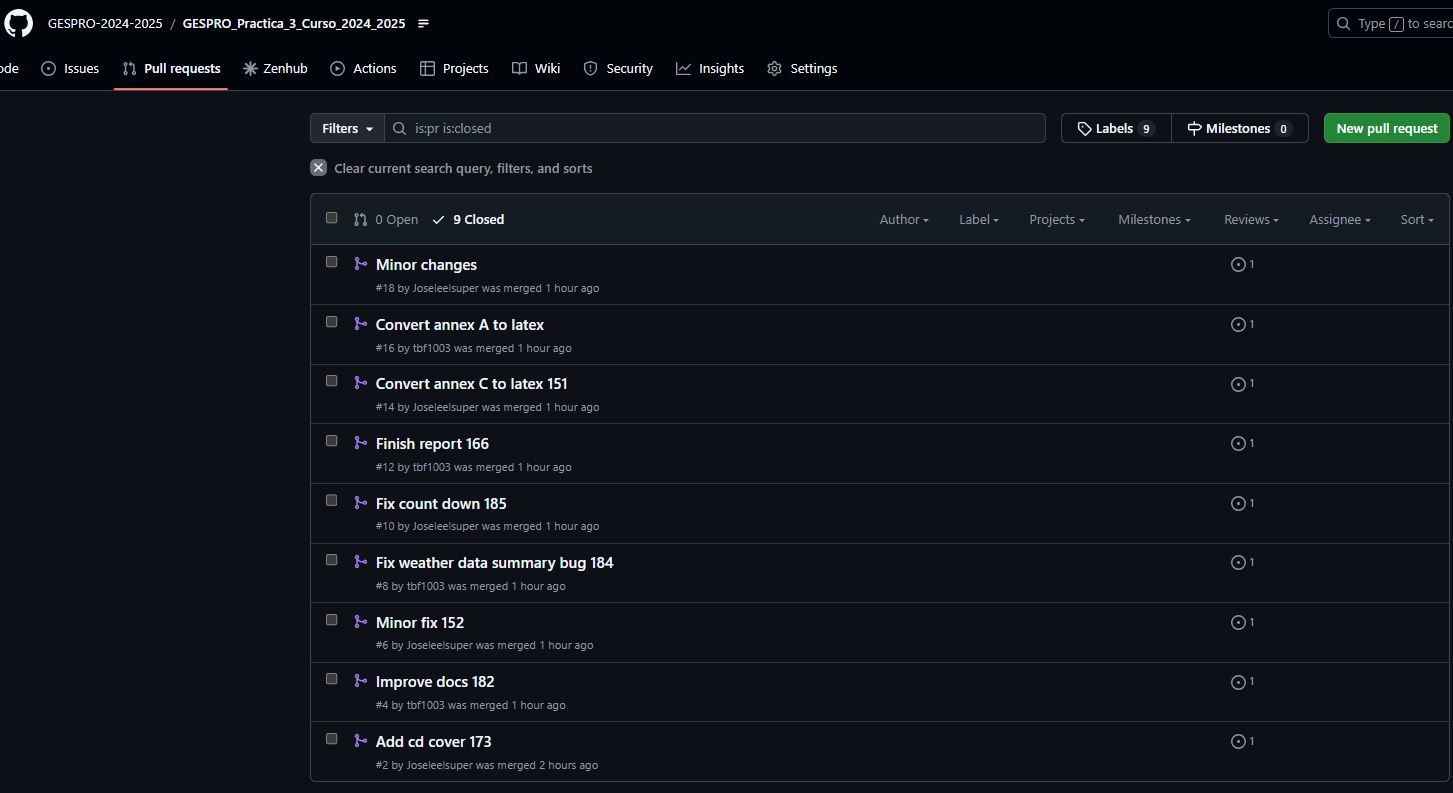 GESPRO-2024-2025 / GESPRO_Practica_3_Curso_2024_2025
Type / to searc
ode Issues Pull requests Zenhub Actions Projects Wiki Security Insights Settings
Filters is:pr is:closed Labels 9 Milestones 0 New pull request
Clear current search query, filters, and sorts
0 Open 9 Closed Author Label Projects Milestones Reviews Assignee Sort
Minor changes 1
#18 by Joseleelsuper was merged 1 hour ago
Convert annex A to latex 1
#16 by tbf1003 was merged 1 hour ago
Convert annex C to latex 151 1
#14 by Joseleelsuper was merged 1 hour ago
Finish report 166 1
#12 by tbf1003 was merged 1 hour ago
Fix count down 185 1
#10 by Joseleelsuper was merged 1 hour ago
Fix weather data summary bug 184 1
#8 by tbf1003 was merged 1 hour ago
Minor fix 152 1
#6 by Joseleelsuper was merged 1 hour ago
Improve docs 182 1
#4 by tbf1003 was merged 1 hour ago
Add cd cover 173 1
#2 by Joseleelsuper was merged 2 hours ago